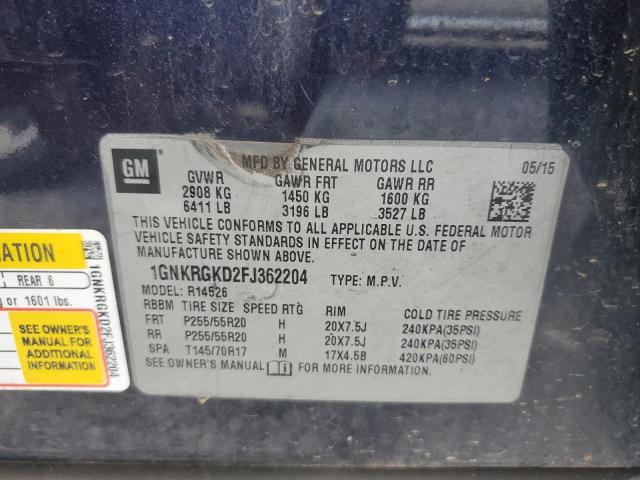 GM
MFD BY GENERAL MOTORS LLC
05/15
GVWR GAWR FRT GAWR RR
2908 KG 1450 KG 1600 KG
6411 LB 3196 LB 3527 LB
THIS VEHICLE CONFORMS TO ALL APPLICABLE U.S. FEDERAL MOTOR
VEHICLE SAFETY STANDARDS IN EFFECT ON THE DATE OF
MANUFACTURE SHOWN ABOVE.
1GNKRGKD2FJ362204 TYPE: M.P.V.
MODEL: R14526
RBBM TIRE SIZE SPEED RTG RIM COLD TIRE PRESSURE
FRT P255/55R20 H 20X7.5J 240KPA(35PSI)
RR P255/55R20 H 20X7.5J 240KPA(35PSI)
SPA T145/70R17 M 17X4.5B 420KPA(60PSI)
SEE OWNER'S MANUAL i FOR MORE INFORMATION.
REAR 6
or 1601 lbs.
SEE OWNER'S
MANUAL FOR
ADDITIONAL
INFORMATION
1GNKRGKD2FJ362204